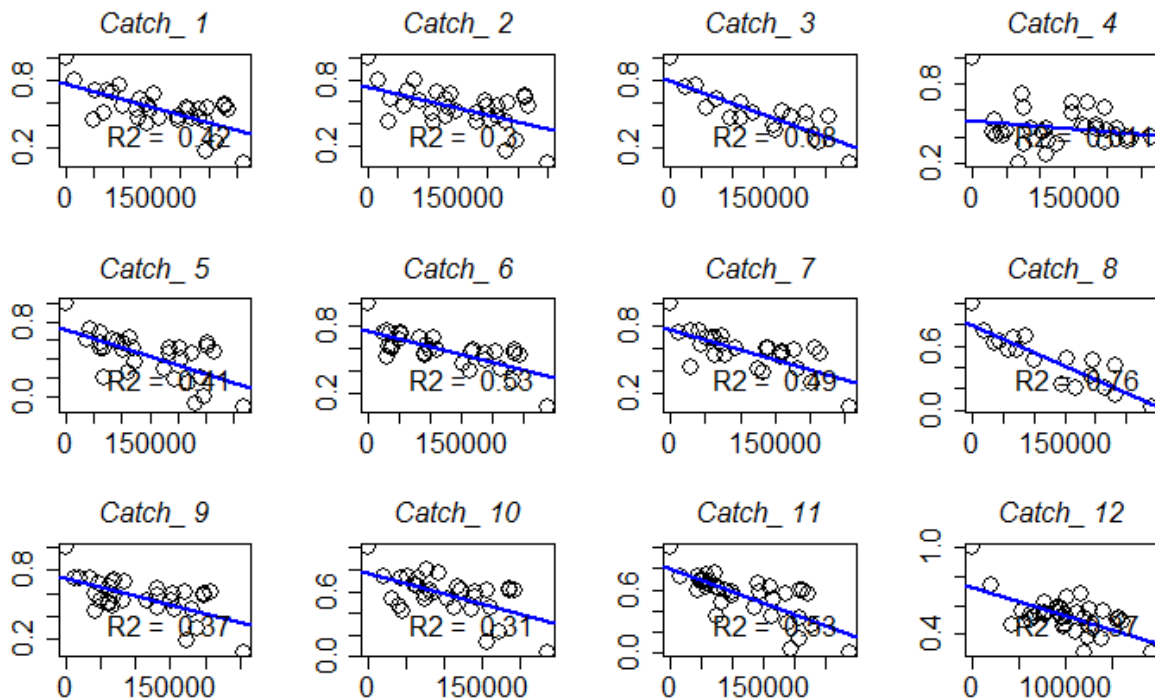 Catch_ 1
0.8
0.2
R2 = 0.42
0 150000
Catch_ 2
0.8
0.2
R2 = 0.3
0 150000
Catch_ 3
0.8
0.2
R2 = 0.68
0 150000
Catch_ 4
0.8
0.2
R2 =
0 150000
Catch_ 5
0.8
0.0
R2 = 0.41
0 150000
Catch_ 6
0.8
0.2
R2 = 0.53
0 150000
Catch_ 7
0.8
0.2
R2 = 0.49
0 150000
Catch_ 8
0.6
0.0
R2 = 0.76
0 150000
Catch_ 9
0.8
0.2
R2 = 0.37
0 150000
Catch_ 10
0.6
0.0
R2 = 0.31
0 150000
Catch_ 11
0.6
0.0
R2 = 0.53
0 150000
Catch_ 12
1.0
0.4
R2 =
0 100000